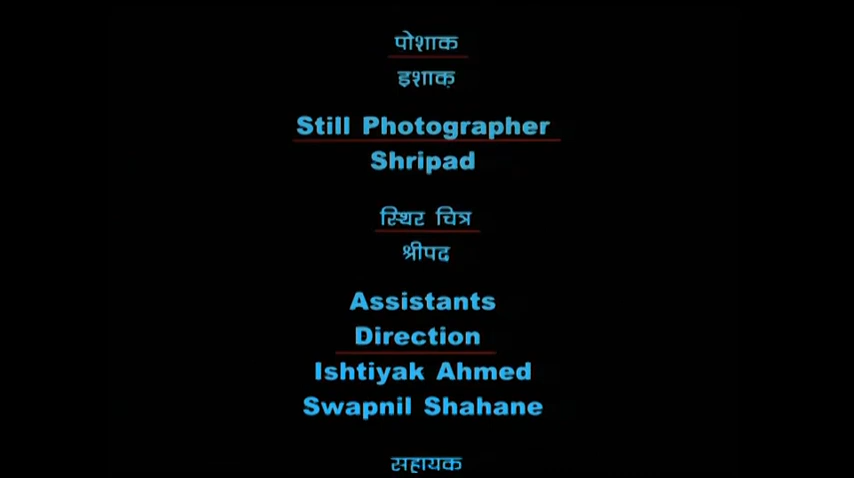 पोशाक
इशाक़
Still Photographer
Shripad
स्थिर चित्र
श्रीपद
Assistants
Direction
Ishtiyak Ahmed
Swapnil Shahane
सहायक